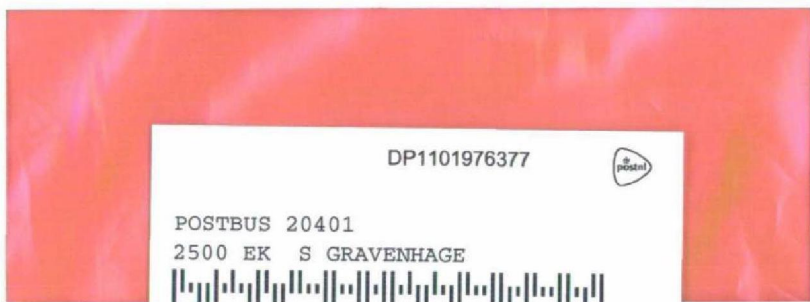 DP1101976377
postnl
POSTBUS 20401
2500 EK S GRAVENHAGE